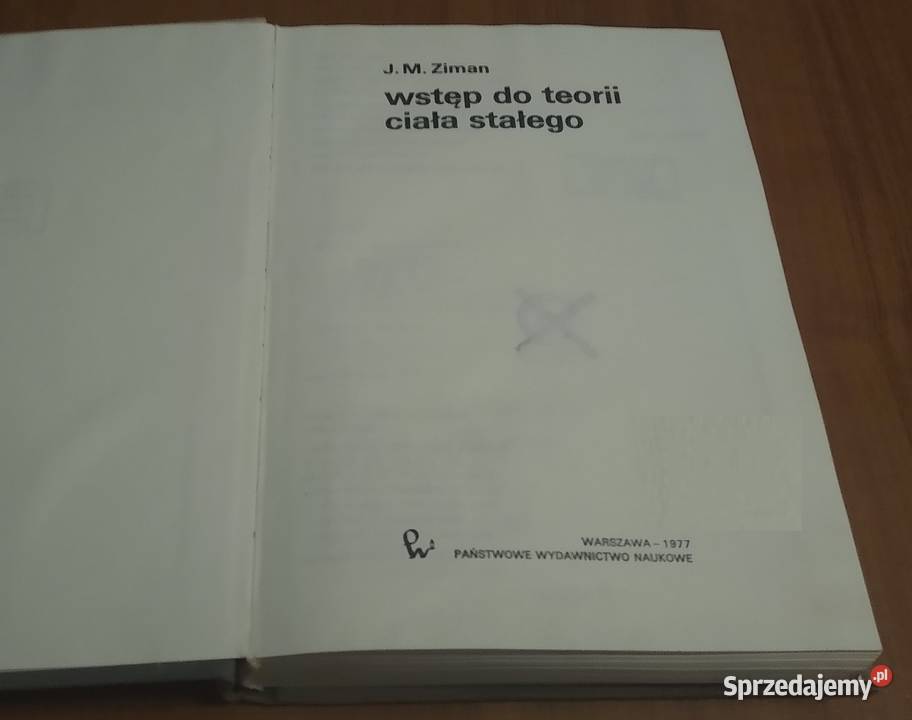 J. M. Ziman
wstęp do teorii
ciała stałego
WARSZAWA – 1977
PAŃSTWOWE WYDAWNICTWO NAUKOWE
Sprzedajemy.pl